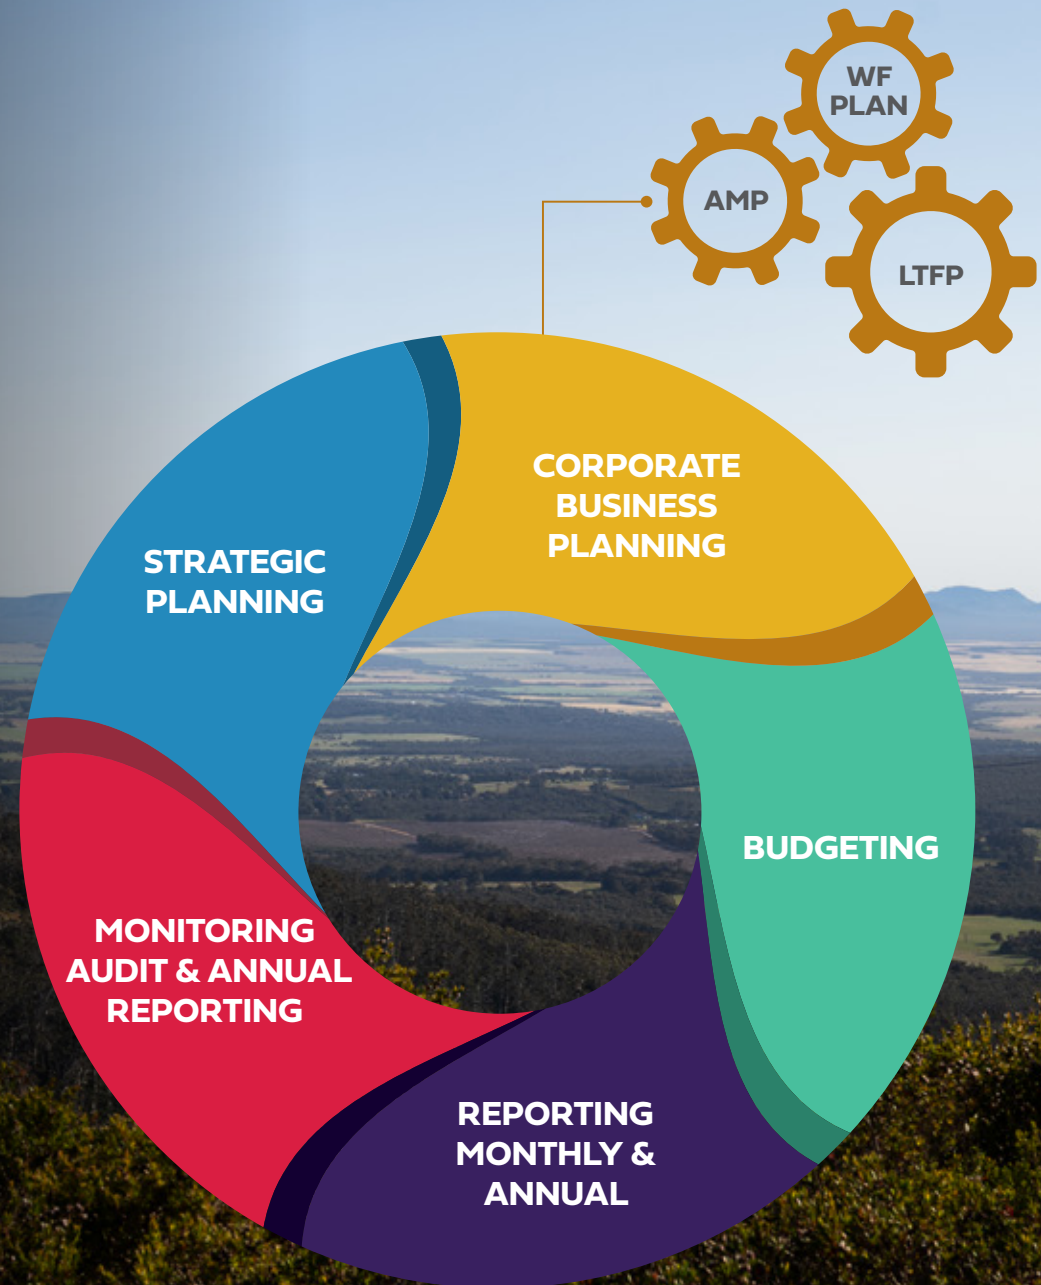 WF
PLAN
AMP
LTFP
CORPORATE
BUSINESS
PLANNING
STRATEGIC
PLANNING
BUDGETING
MONITORING
AUDIT & ANNUAL
REPORTING
REPORTING
MONTHLY &
ANNUAL